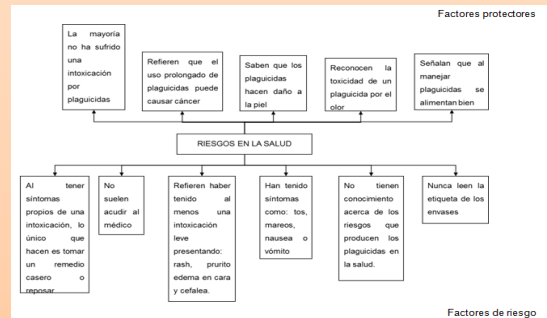 Factores protectores
La mayoría
no ha sufrido
una
intoxicación
por
plaguicidas
Refieren que el
uso prolongado de
plaguicidas puede
causar cáncer
Saben que los
plaguicidas
hacen daño a
la piel
Reconocen la
toxicidad de un
plaguicida por el
olor
Señalan que al
manejar
plaguicidas se
alimentan bien
RIESGOS EN LA SALUD
Al tener
síntomas
propios de una
intoxicación, lo
único que
hacen es tomar
un remedio
casero o
reposar.
No
suelen
acudir al
médico
Refieren haber
tenido al
menos una
intoxicación
leve
presentando:
rash, prurito
edema en cara
y cefalea.
Han tenido
síntomas
como: tos,
mareos,
nausea o
vómito
No tienen
conocimiento
acerca de los
riesgos que
producen los
plaguicidas en
la salud.
Nunca leen la
etiqueta de los
envases
Factores de riesgo